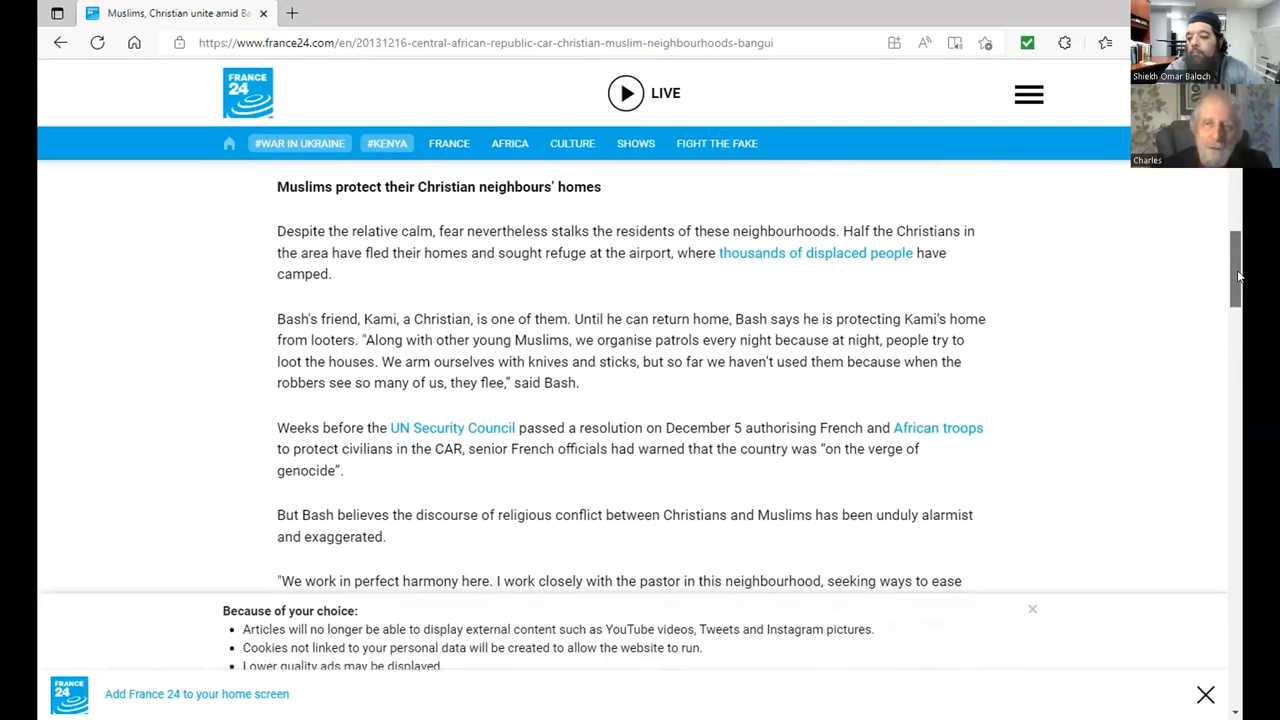 Muslims, Christian unite amid Ba
https://www.france24.com/en/20131216-central-african-republic-car-christian-muslim-neighbourhoods-bangui
Shiekh Omar Baloch
FRANCE
24
LIVE
#WAR IN UKRAINE
#KENYA
FRANCE
AFRICA
CULTURE
SHOWS
FIGHT THE FAKE
Charles
Muslims protect their Christian neighbours’ homes
Despite the relative calm, fear nevertheless stalks the residents of these neighbourhoods. Half the Christians in
the area have fled their homes and sought refuge at the airport, where thousands of displaced people have
camped.
Bash's friend, Kami, a Christian, is one of them. Until he can return home, Bash says he is protecting Kami’s home
from looters. "Along with other young Muslims, we organise patrols every night because at night, people try to
loot the houses. We arm ourselves with knives and sticks, but so far we haven’t used them because when the
robbers see so many of us, they flee,” said Bash.
Weeks before the UN Security Council passed a resolution on December 5 authorising French and African troops
to protect civilians in the CAR, senior French officials had warned that the country was “on the verge of
genocide”.
But Bash believes the discourse of religious conflict between Christians and Muslims has been unduly alarmist
and exaggerated.
"We work in perfect harmony here. I work closely with the pastor in this neighbourhood, seeking ways to ease
Because of your choice:
Articles will no longer be able to display external content such as YouTube videos, Tweets and Instagram pictures.
Cookies not linked to your personal data will be created to allow the website to run.
Lower quality ads may be displayed.
FRANCE
24
Add France 24 to your home screen